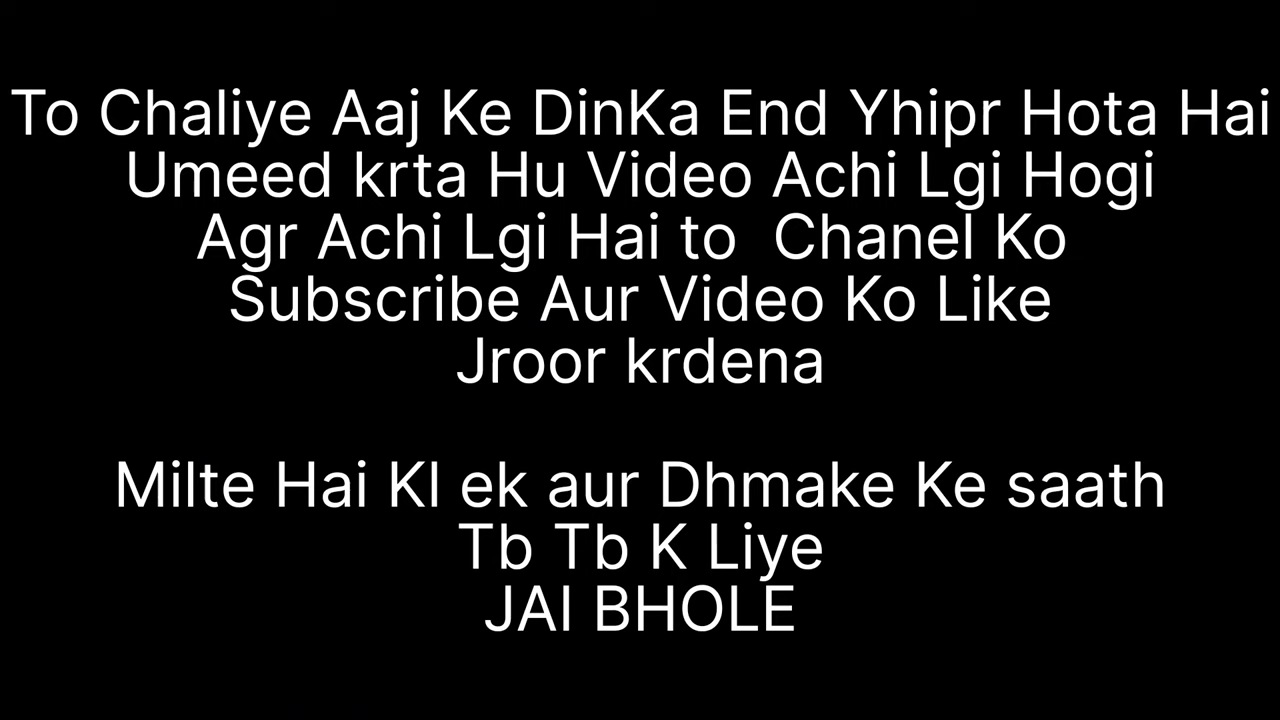 To Chaliye Aaj Ke DinKa End Yhipr Hota Hai
Umeed krta Hu Video Achi Lgi Hogi
Agr Achi Lgi Hai to  Chanel Ko
Subscribe Aur Video Ko Like
Jroor krdena
Milte Hai Kl ek aur Dhmake Ke saath
Tb Tb K Liye
JAI BHOLE